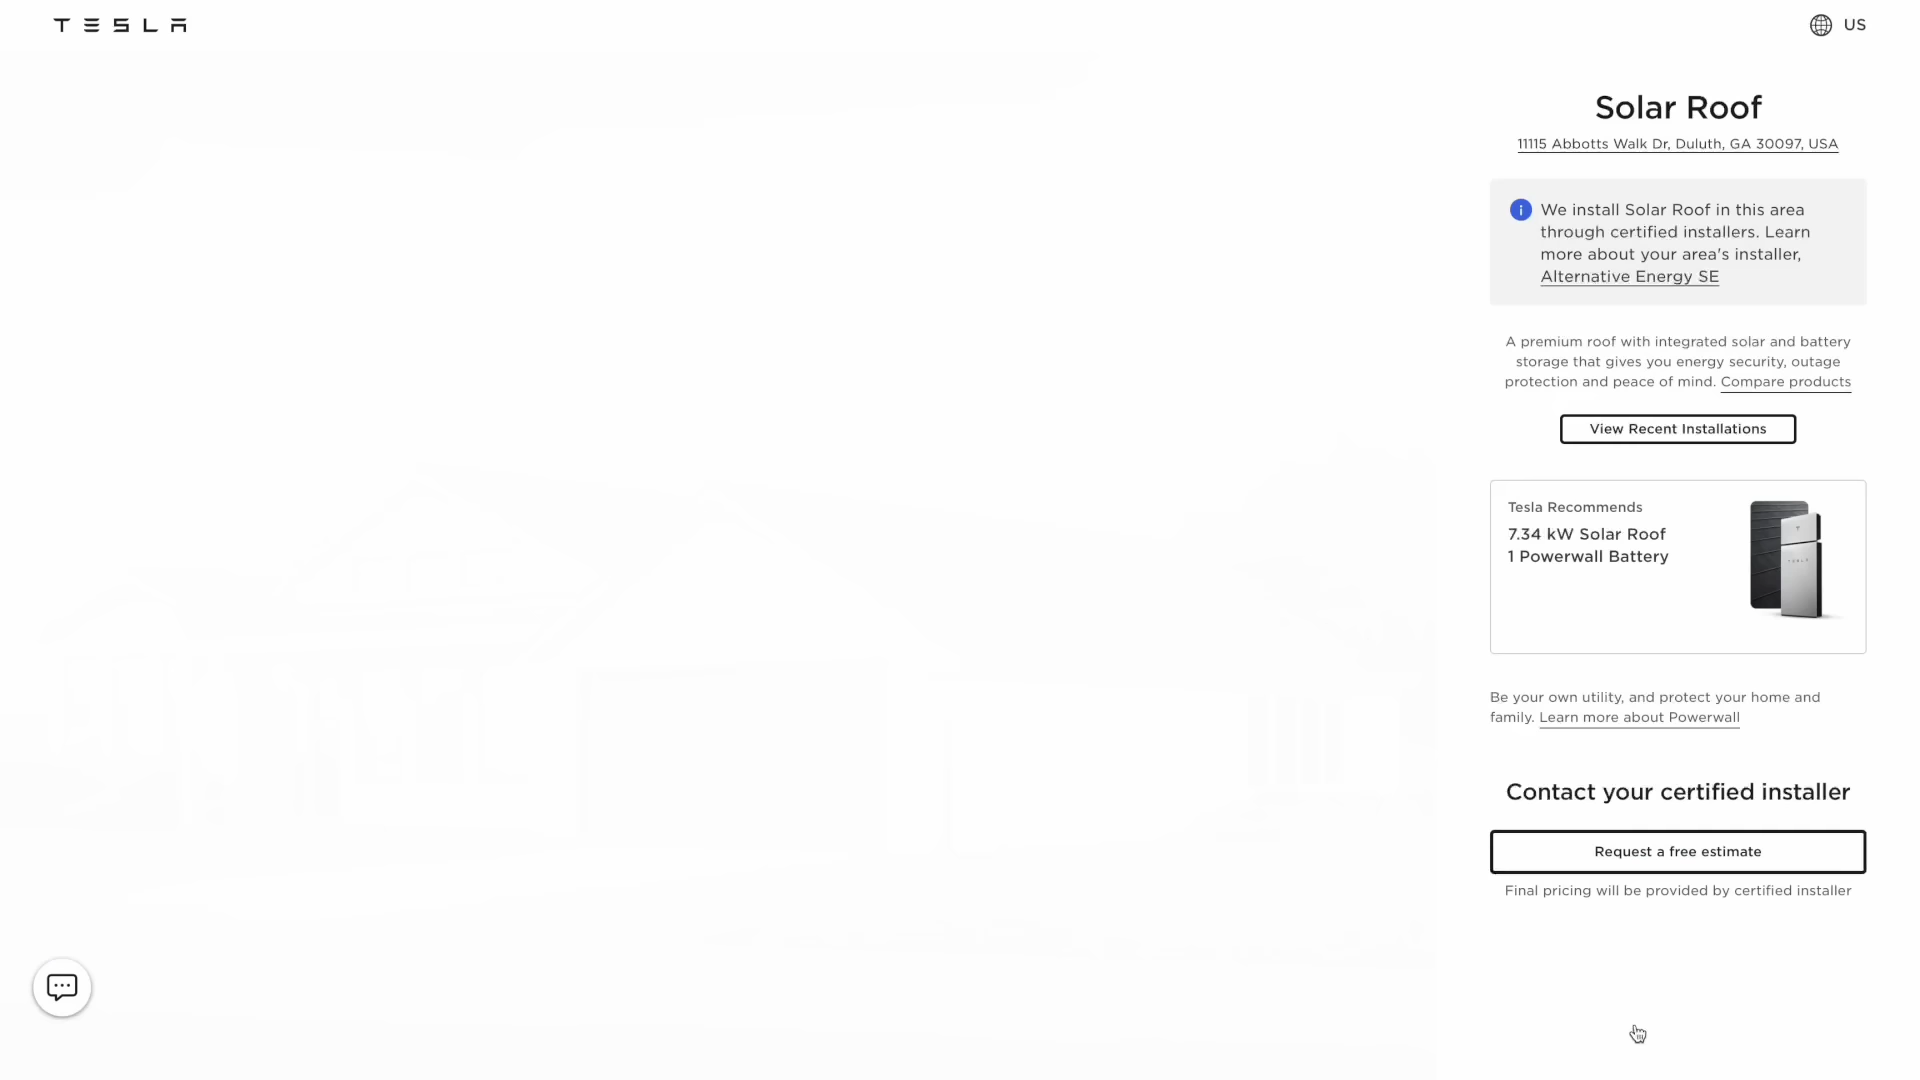 TESLA
US
Solar Roof
11115 Abbotts Walk Dr, Duluth, GA 30097, USA
We install Solar Roof in this area
through certified installers. Learn
more about your area's installer,
Alternative Energy SE
A premium roof with integrated solar and battery
storage that gives you energy security, outage
protection and peace of mind. Compare products
View Recent Installations
Tesla Recommends
7.34 kW Solar Roof
1 Powerwall Battery
TESLA
Be your own utility, and protect your home and
family. Learn more about Powerwall
Contact your certified installer
Request a free estimate
Final pricing will be provided by certified installer